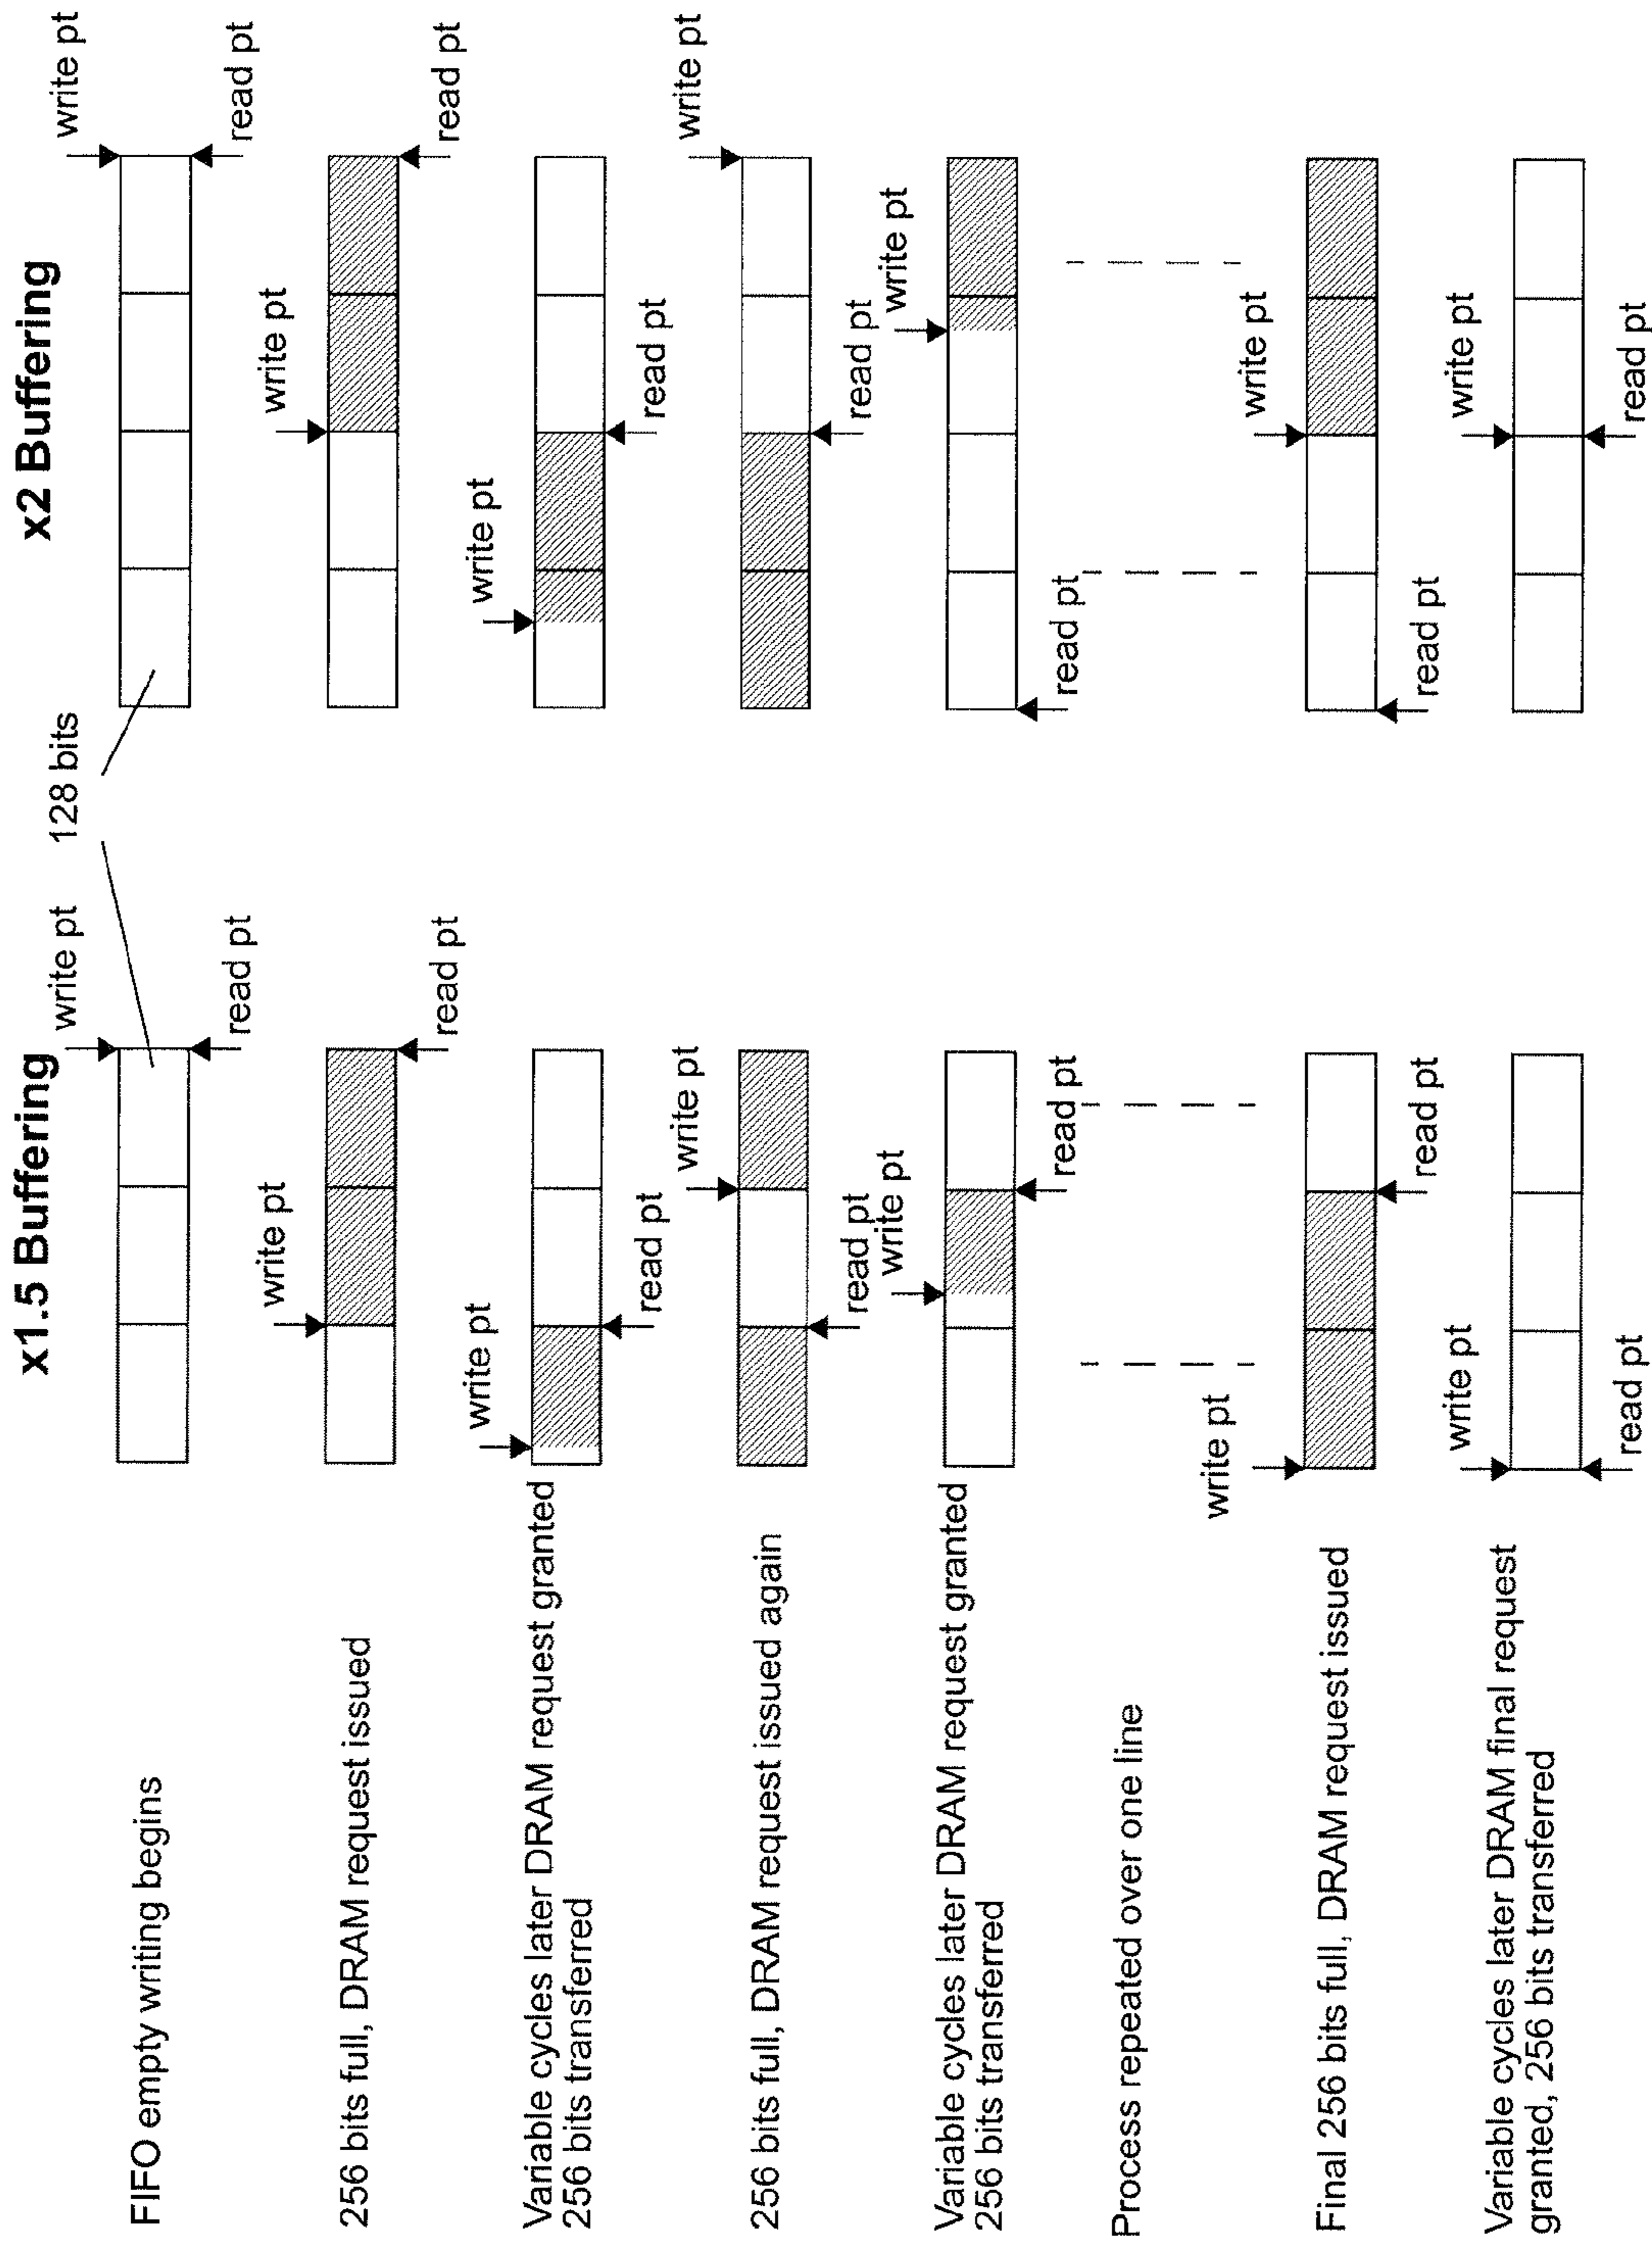 x1.5 Buffering
x2 Buffering
128 bits
FIFO empty writing begins
write pt
read pt
write pt
read pt
256 bits full, DRAM request issued
write pt
read pt
write pt
read pt
Variable cycles later DRAM request granted
256 bits transferred
write pt
read pt
write pt
read pt
256 bits full, DRAM request issued again
write pt
read pt
write pt
read pt
Variable cycles later DRAM request granted
256 bits transferred
write pt
read pt
write pt
read pt
Process repeated over one line
Final 256 bits full, DRAM request issued
write pt
read pt
write pt
read pt
Variable cycles later DRAM final request
granted, 256 bits transferred
write pt
read pt
write pt
read pt